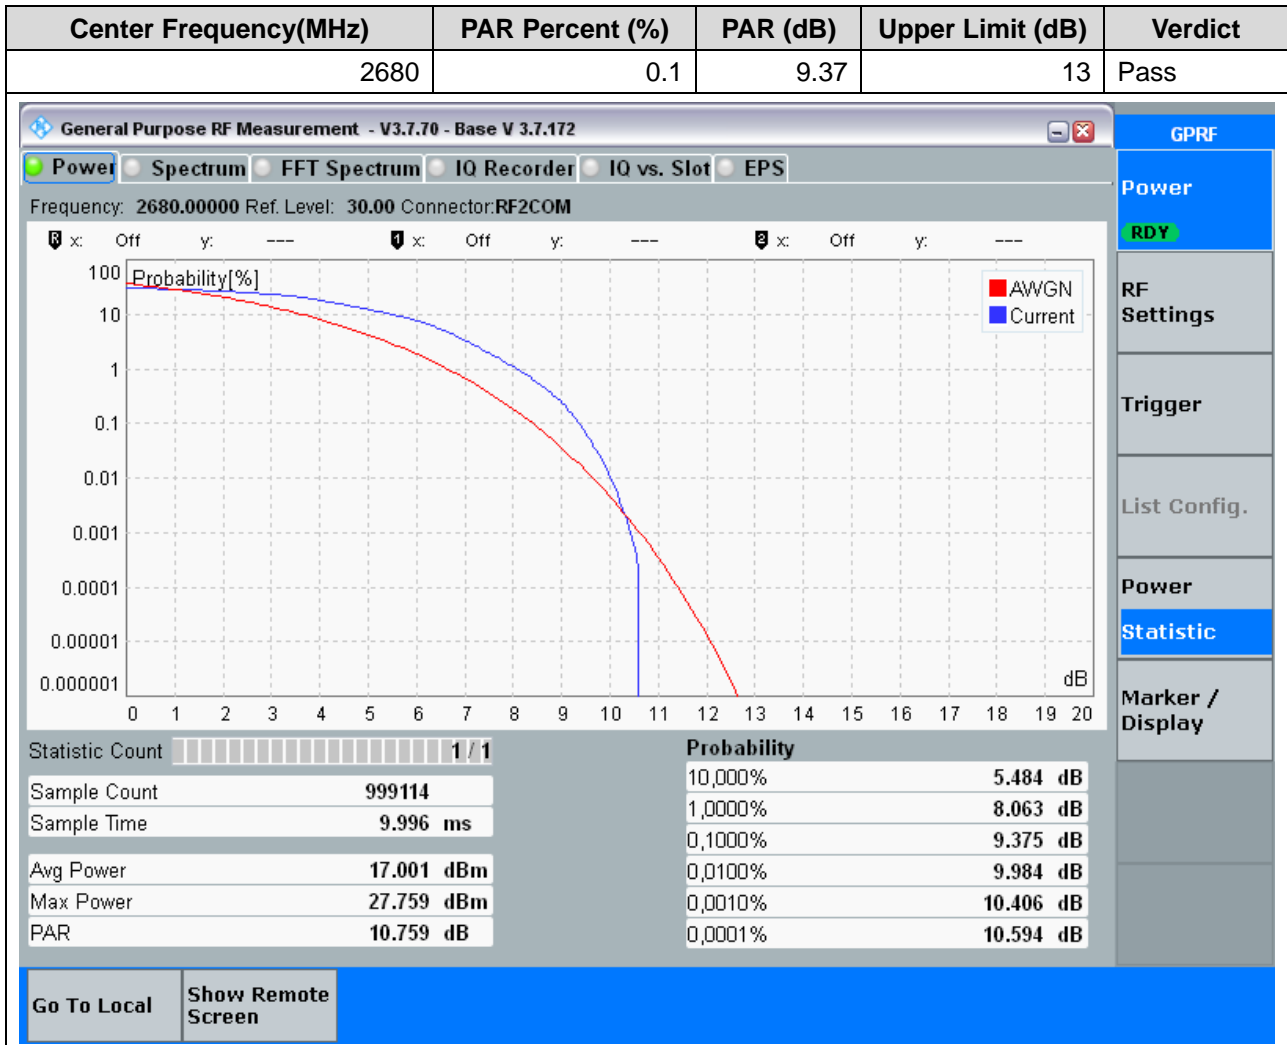 Center Frequency(MHz) PAR Percent (%) PAR (dB) Upper Limit (dB) Verdict
2680 0.1 9.37 13 Pass
General Purpose RF Measurement - V3.7.70 - Base V 3.7.172
GPRF
Power Spectrum FFT Spectrum IQ Recorder IQ vs. Slot EPS
Power
RDY
Frequency: 2680.00000 Ref. Level: 30.00 Connector:RF2COM
R x: Off y: --- 1 x: Off y: --- 2 x: Off y: ---
Probability[%]
AWGN
Current
100
10
1
0.1
0.01
0.001
0.0001
0.00001
0.000001
dB
0 1 2 3 4 5 6 7 8 9 10 11 12 13 14 15 16 17 18 19 20
RF
Settings
Trigger
List Config.
Power
Statistic
Marker /
Display
Statistic Count 1 / 1
Sample Count 999114
Sample Time 9.996 ms
Avg Power 17.001 dBm
Max Power 27.759 dBm
PAR 10.759 dB
Probability
10,000% 5.484 dB
1,0000% 8.063 dB
0,1000% 9.375 dB
0,0100% 9.984 dB
0,0010% 10.406 dB
0,0001% 10.594 dB
Go To Local
Show Remote
Screen